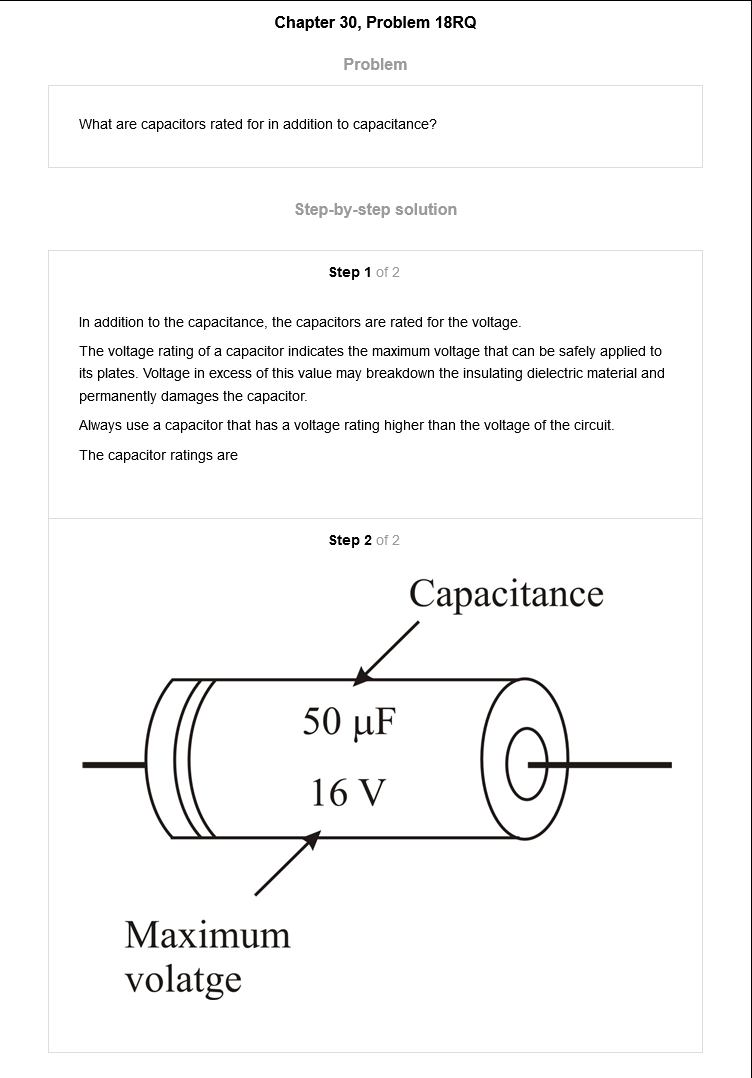 Chapter 30, Problem 18RQ
Problem
What are capacitors rated for in addition to capacitance?
Step-by-step solution
Step 1 of 2
In addition to the capacitance, the capacitors are rated for the voltage.
The voltage rating of a capacitor indicates the maximum voltage that can be safely applied to
its plates. Voltage in excess of this value may breakdown the insulating dielectric material and
permanently damages the capacitor.
Always use a capacitor that has a voltage rating higher than the voltage of the circuit.
The capacitor ratings are
Step 2 of 2
Capacitance
50 μF
16 V
Maximum
volatge